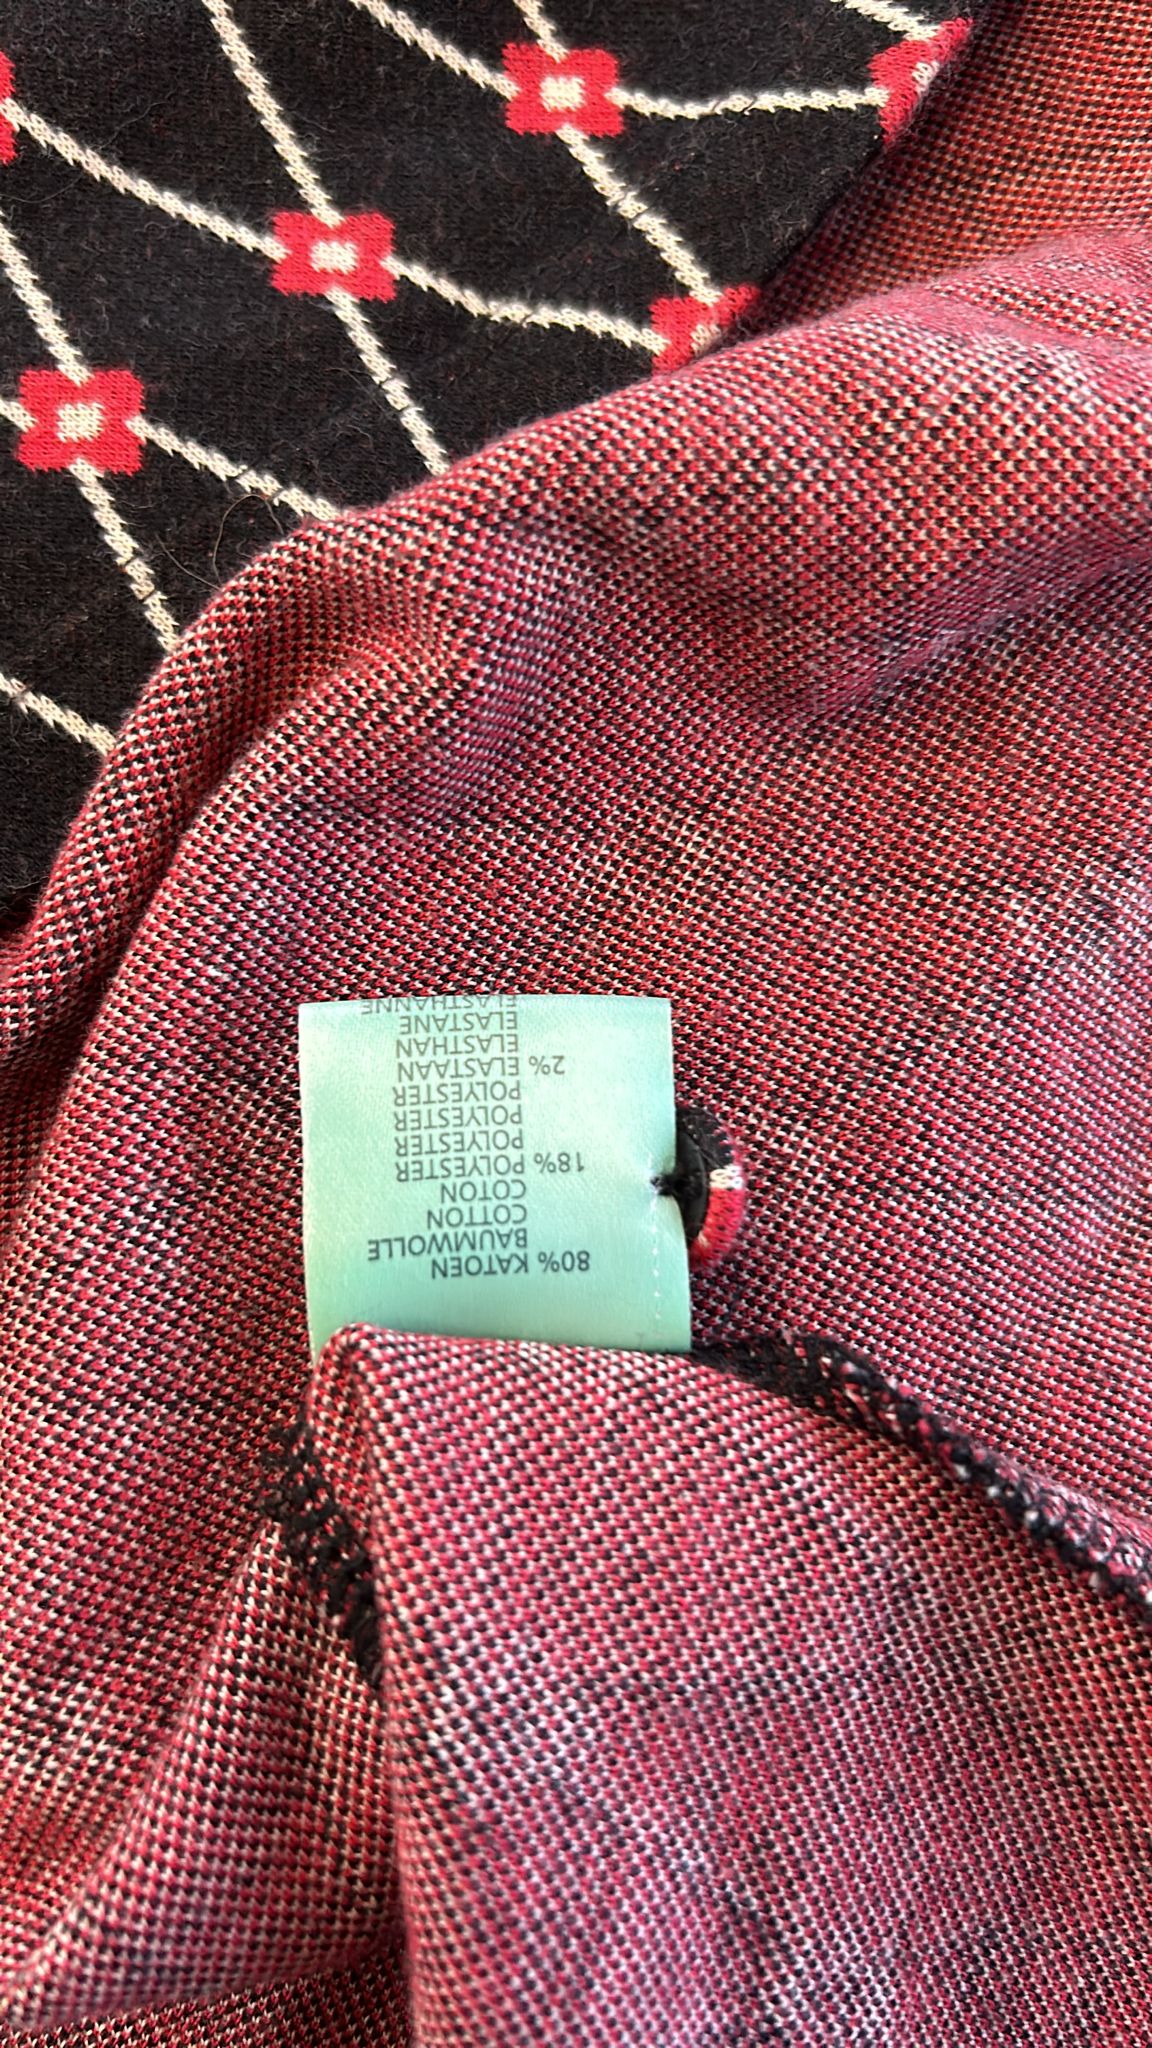 80% KATOEN
BAUMWOLLE
COTTON
COTON
18% POLYESTER
POLYESTER
POLYESTER
POLYESTER
2% ELASTAAN
ELASTHAN
ELASTANE
ELASTHANNE